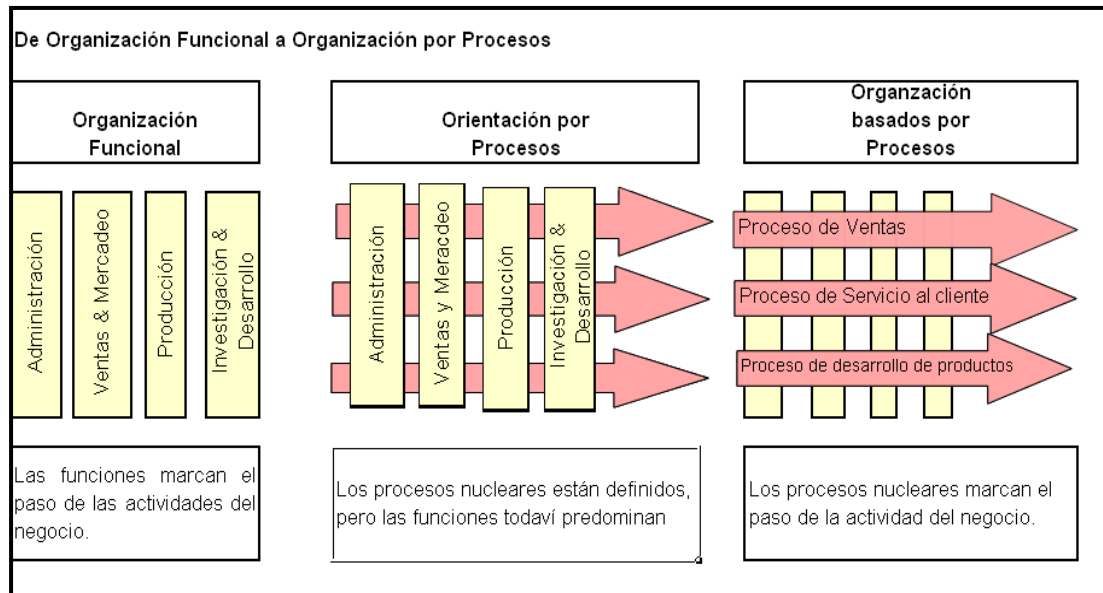 De Organización Funcional a Organización por Procesos
Organización
Funcional
Orientación por
Procesos
Organzación
basados por
Procesos
Administración
Ventas & Mercadeo
Producción
Investigación &
Desarrollo
Administración
Ventas y Meracdeo
Producción
Investigación &
Desarrollo
Proceso de Ventas
Proceso de Servicio al cliente
Proceso de desarrollo de productos
Las funciones marcan el
paso de las actividades del
negocio.
Los procesos nucleares están definidos,
pero las funciones todaví predominan
Los procesos nucleares marcan el
paso de la actividad del negocio.